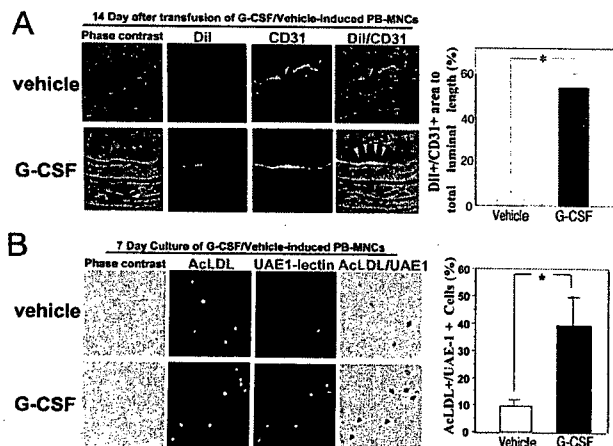 A
14 Day after transfusion of G-CSF/Vehicle-induced PB-MNCs
Phase contrast DiI CD31 DiI/CD31
vehicle
G-CSF
DiI+/CD31+ area to
total luminal length (%)
60
40
20
0
*
Vehicle G-CSF
B
7 Day Culture of G-CSF/Vehicle-induced PB-MNCs
Phase contrast AcLDL UAE1-lectin AcLDL/UAE1
vehicle
G-CSF
AcLDL+/UAE-1 + Cells (%)
60
50
40
30
20
10
0
*
Vehicle G-CSF